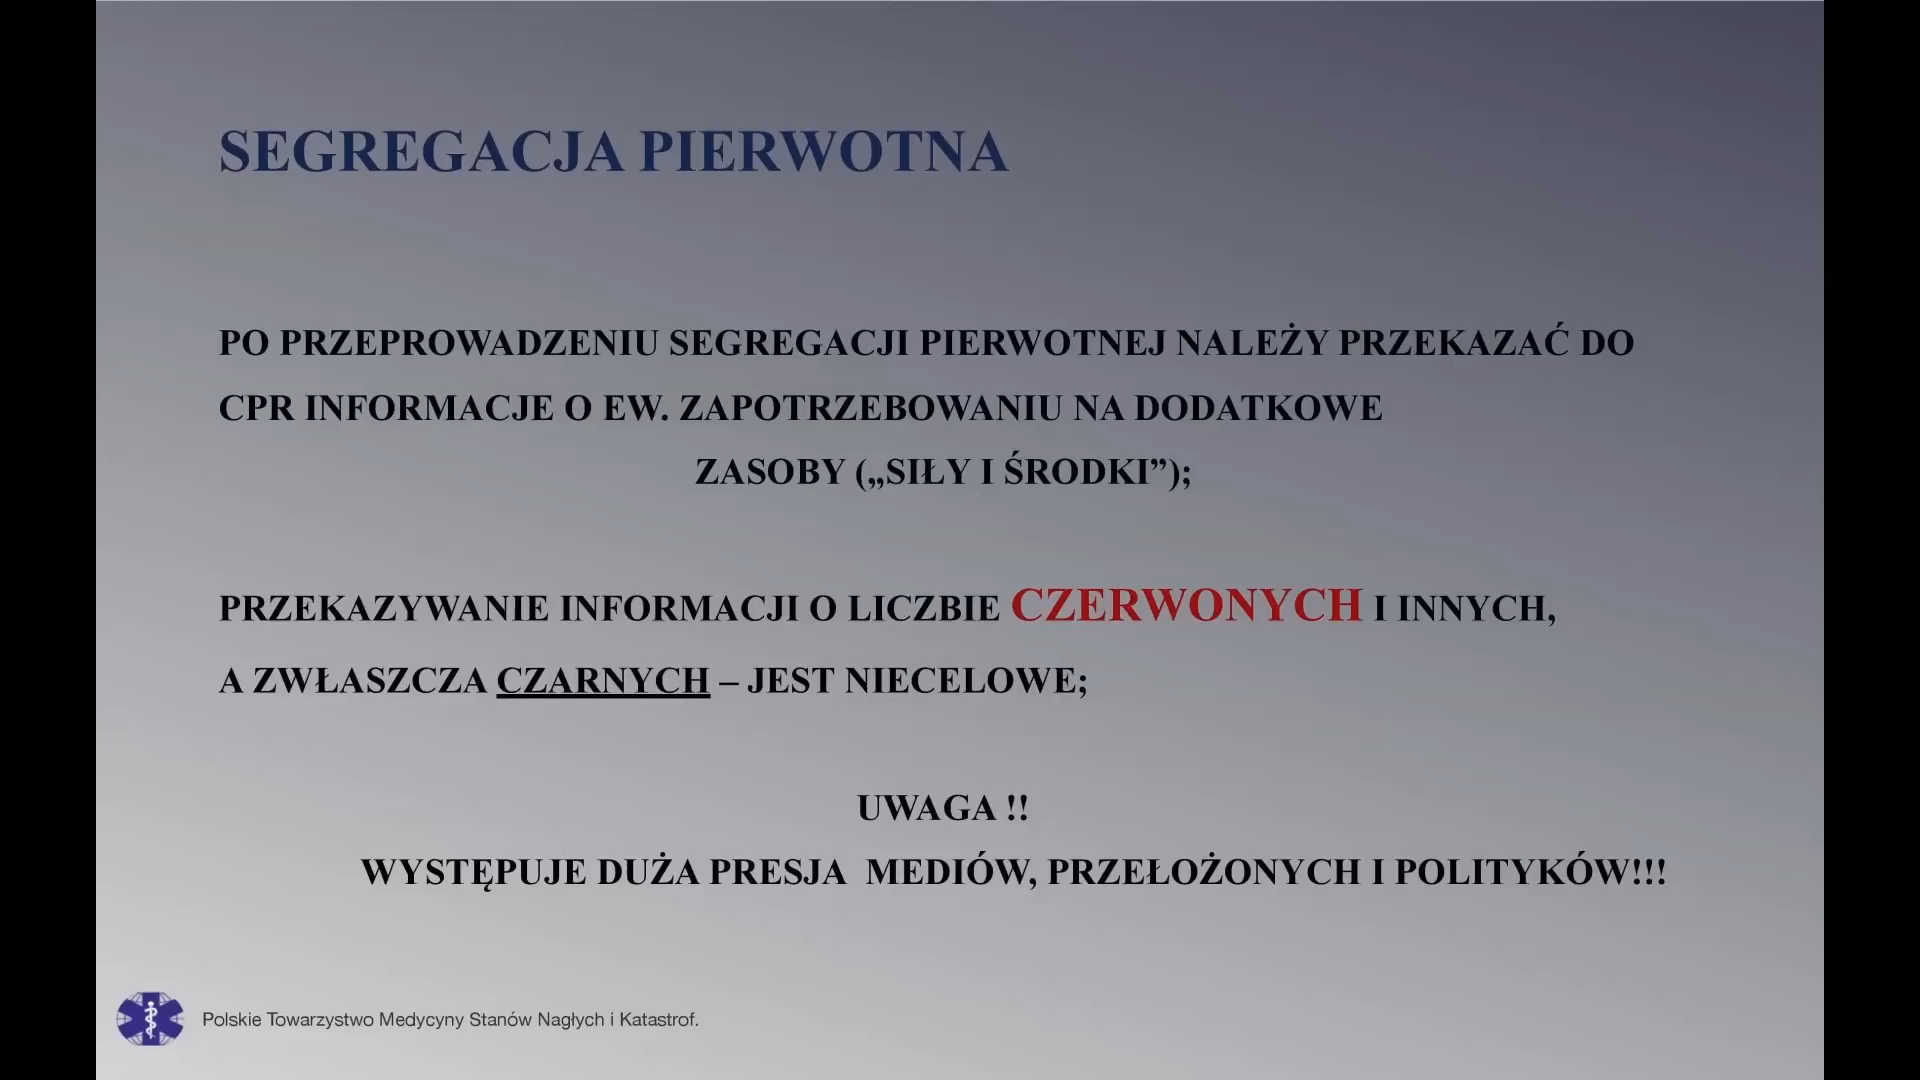 SEGREGACJA PIERWOTNA
PO PRZEPROWADZENIU SEGREGACJI PIERWOTNEJ NALEŻY PRZEKAZAĆ DO
CPR INFORMACJE O EW. ZAPOTRZEBOWANIU NA DODATKOWE
ZASOBY („SIŁY I ŚRODKI”);
PRZEKAZYWANIE INFORMACJI O LICZBIE CZERWONYCH I INNYCH,
A ZWŁASZCZA CZARNYCH – JEST NIECELOWE;
UWAGA !!
WYSTĘPUJE DUŻA PRESJA  MEDIÓW, PRZEŁOŻONYCH I POLITYKÓW!!!
Polskie Towarzystwo Medycyny Stanów Nagłych i Katastrof.